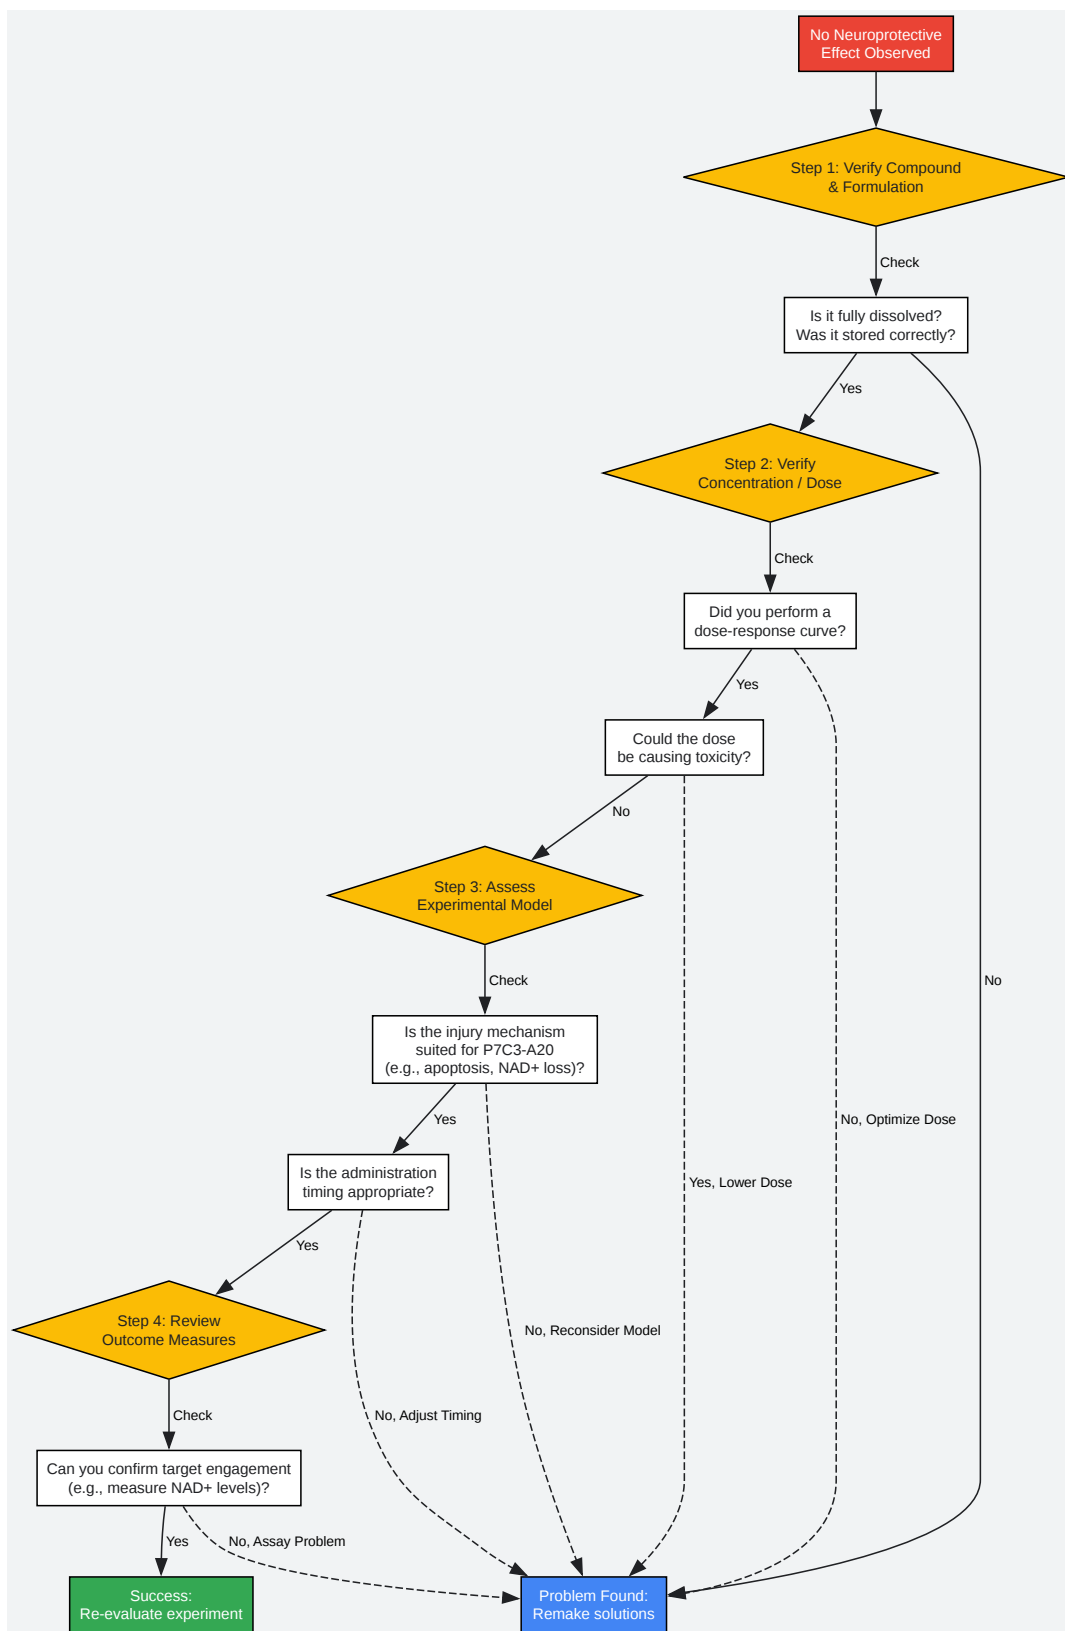 No Neuroprotective
Effect Observed
Step 1: Verify Compound
& Formulation
Check
Is it fully dissolved?
Was it stored correctly?
Yes
Step 2: Verify
Concentration / Dose
Check
Did you perform a
dose-response curve?
Yes
Could the dose
be causing toxicity?
No
Step 3: Assess
Experimental Model
Check
No
Is the injury mechanism
suited for P7C3-A20
(e.g., apoptosis, NAD+ loss)?
Yes
No, Optimize Dose
Is the administration
timing appropriate?
Yes, Lower Dose
Yes
Step 4: Review
Outcome Measures
No, Reconsider Model
Check
No, Adjust Timing
Can you confirm target engagement
(e.g., measure NAD+ levels)?
Yes
No, Assay Problem
Success:
Re-evaluate experiment
Problem Found:
Remake solutions